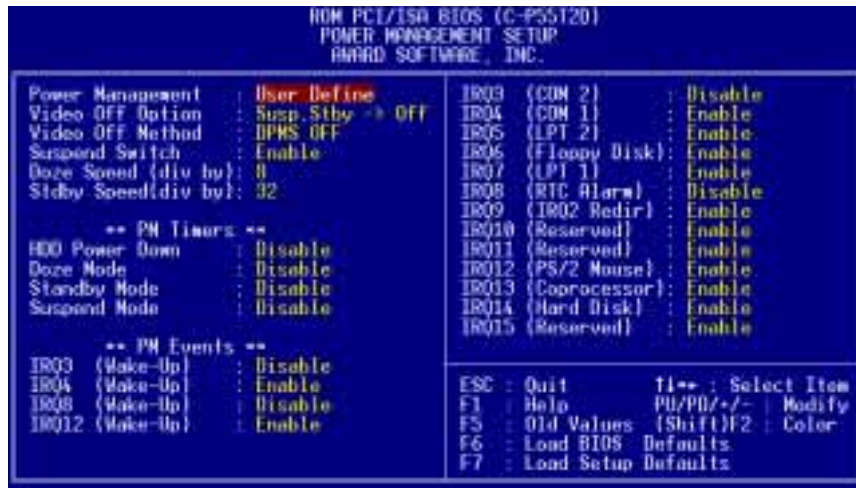 ROM PCI/ISA BIOS (C-P55T20)
POWER MANAGEMENT SETUP
AWARD SOFTWARE, INC.
Power Management : User Define
Video Off Option : Susp.Stby -> Off
Video Off Method : DPMS OFF
Suspend Switch : Enable
Doze Speed (div by): 8
Stdby Speed(div by): 32
** PM Timers **
HDD Power Down : Disable
Doze Mode : Disable
Standby Mode : Disable
Suspend Mode : Disable
** PM Events **
IRQ3 (Wake-Up) : Disable
IRQ4 (Wake-Up) : Enable
IRQ8 (Wake-Up) : Disable
IRQ12 (Wake-Up) : Enable
IRQ3 (COM 2) : Disable
IRQ4 (COM 1) : Enable
IRQ5 (LPT 2) : Enable
IRQ6 (Floppy Disk): Enable
IRQ7 (LPT 1) : Enable
IRQ8 (RTC Alarm) : Disable
IRQ9 (IRQ2 Redir) : Enable
IRQ10 (Reserved) : Enable
IRQ11 (Reserved) : Enable
IRQ12 (PS/2 Mouse) : Enable
IRQ13 (Coprocessor): Enable
IRQ14 (Hard Disk) : Enable
IRQ15 (Reserved) : Enable
ESC : Quit ↑↓→← : Select Item
F1 : Help PU/PD/+/- : Modify
F5 : Old Values (Shift)F2 : Color
F6 : Load BIOS Defaults
F7 : Load Setup Defaults